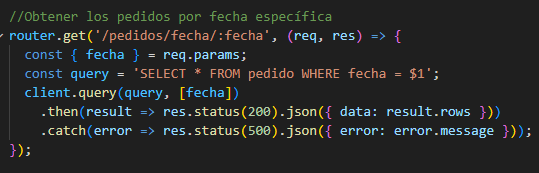 //Obtener los pedidos por fecha específica
router.get('/pedidos/fecha/:fecha', (req, res) => {
  const { fecha } = req.params;
  const query = 'SELECT * FROM pedido WHERE fecha = $1';
  client.query(query, [fecha])
    .then(result => res.status(200).json({ data: result.rows }))
    .catch(error => res.status(500).json({ error: error.message }));
});